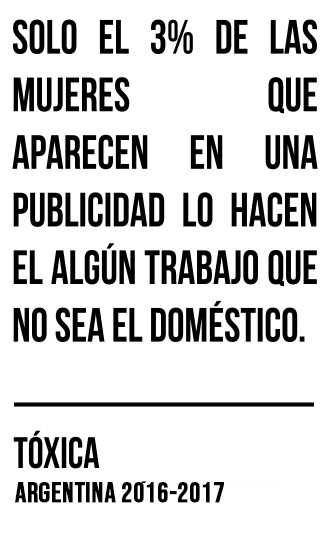 SOLO EL 3% DE LAS
MUJERES QUE
APARECEN EN UNA
PUBLICIDAD LO HACEN
EL ALGÚN TRABAJO QUE
NO SEA EL DOMÉSTICO.
TÓXICA
ARGENTINA 2016-2017